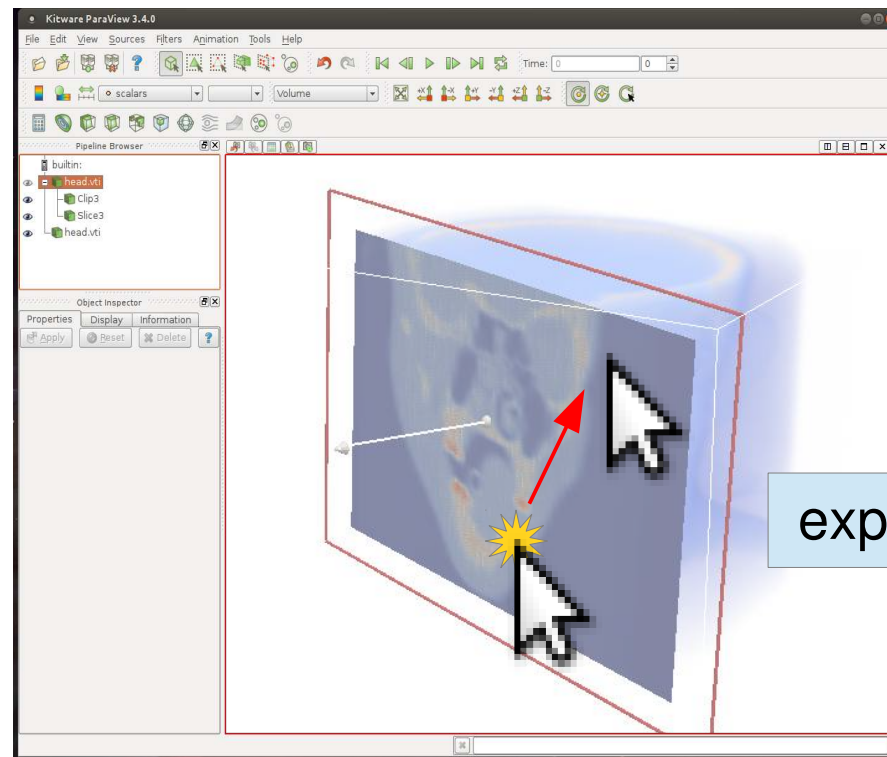 Kitware ParaView 3.4.0
File Edit View Sources Filters Animation Tools Help
? Time: 0 0
scalars Volume +X -X +Y -Y +Z -Z
Pipeline Browser
builtin:
head.vti
Clip3
Slice3
head.vti
Object Inspector
Properties Display Information
Apply Reset Delete ?
exp